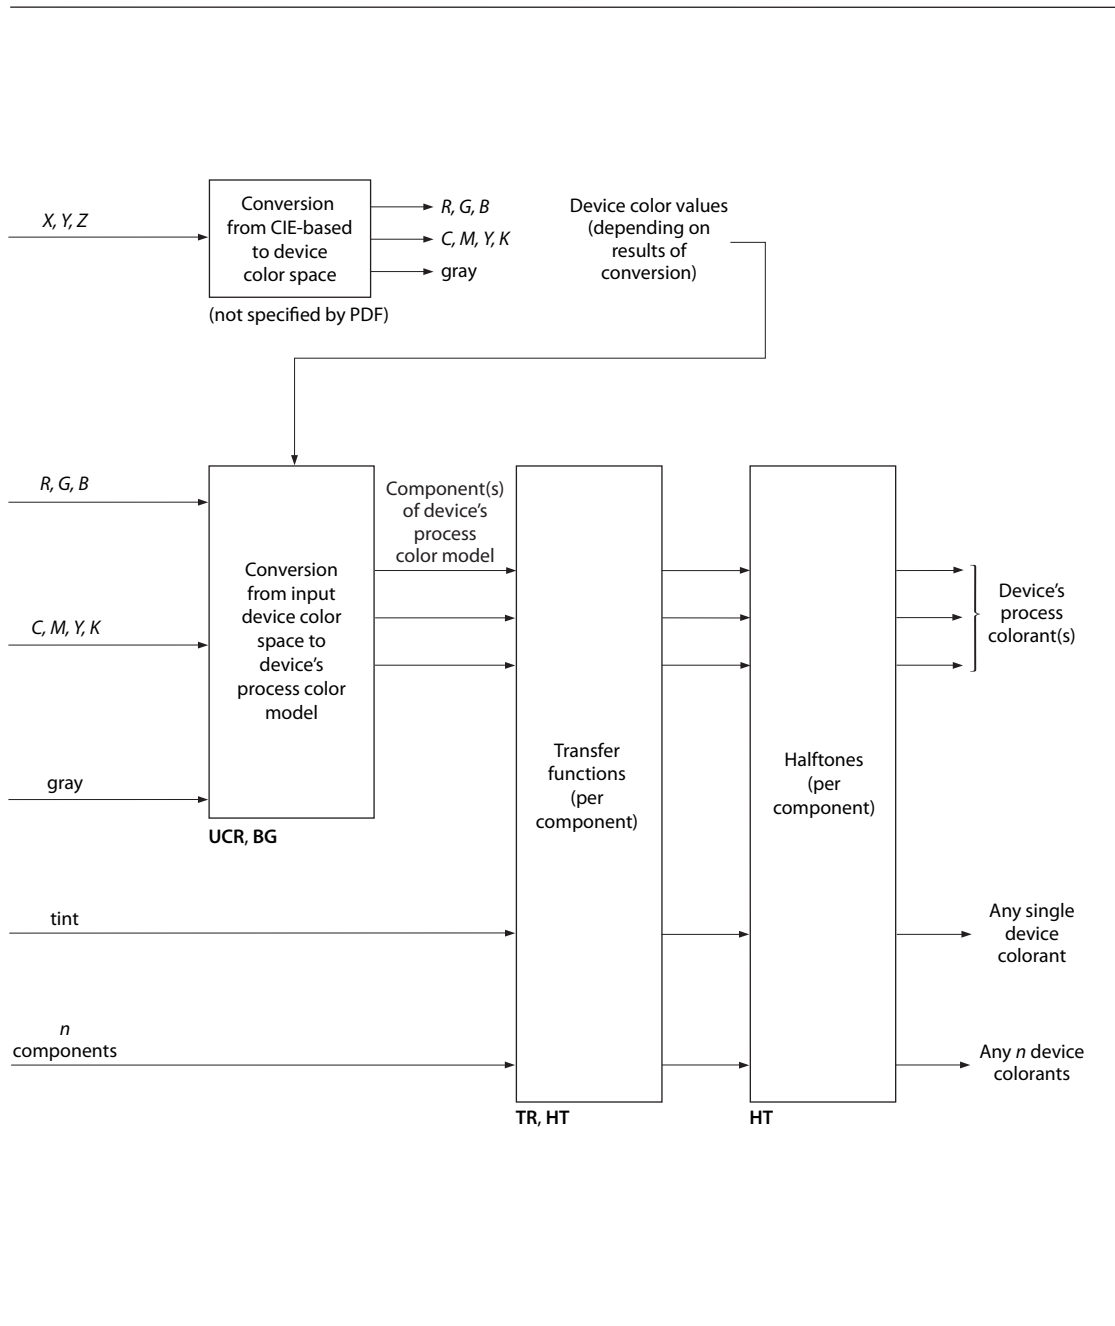 X, Y, Z
Conversion
from CIE-based
to device
color space
(not specified by PDF)
R, G, B
C, M, Y, K
gray
Device color values
(depending on
results of
conversion)
R, G, B
C, M, Y, K
gray
Conversion
from input
device color
space to
device’s
process color
model
UCR, BG
Component(s)
of device’s
process
color model
Transfer
functions
(per
component)
TR, HT
Halftones
(per
component)
HT
Device’s
process
colorant(s)
tint
Any single
device
colorant
n
components
Any n device
colorants